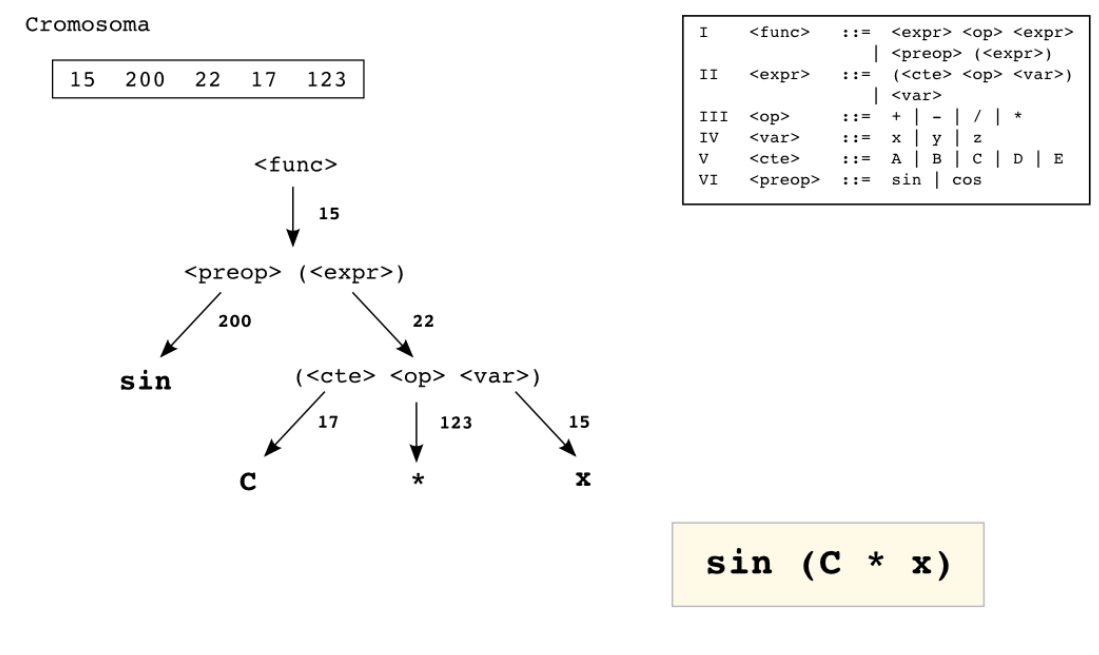 Cromosoma
15 200 22 17 123
I <func> ::= <expr> <op> <expr>
| <preop> (<expr>)
II <expr> ::= (<cte> <op> <var>)
| <var>
III <op> ::= + | - | / | *
IV <var> ::= x | y | z
V <cte> ::= A | B | C | D | E
VI <preop> ::= sin | cos
<func>
15
<preop> (<expr>)
200 22
sin
(<cte> <op> <var>)
17 123 15
C * x
sin (C * x)